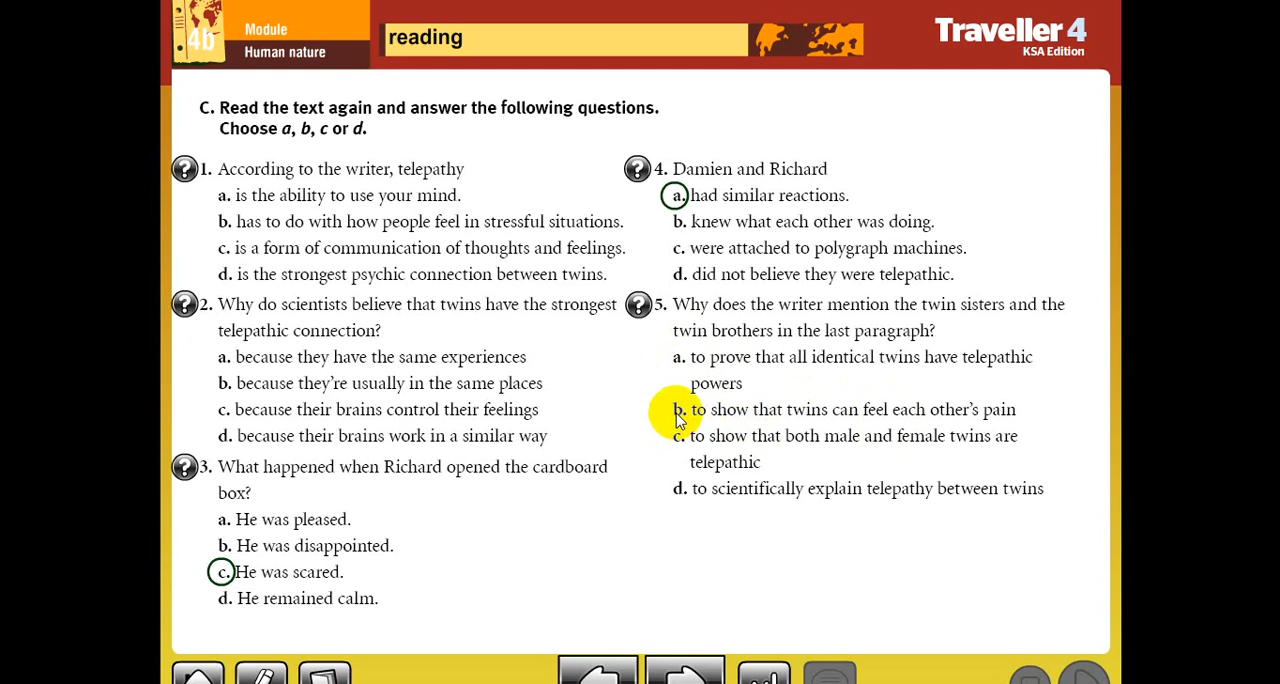 4b
Module
Human nature
reading
Traveller 4
KSA Edition
C. Read the text again and answer the following questions.
Choose a, b, c or d.
1. According to the writer, telepathy
a. is the ability to use your mind.
b. has to do with how people feel in stressful situations.
c. is a form of communication of thoughts and feelings.
d. is the strongest psychic connection between twins.
2. Why do scientists believe that twins have the strongest
telepathic connection?
a. because they have the same experiences
b. because they're usually in the same places
c. because their brains control their feelings
d. because their brains work in a similar way
3. What happened when Richard opened the cardboard
box?
a. He was pleased.
b. He was disappointed.
c. He was scared.
d. He remained calm.
4. Damien and Richard
a. had similar reactions.
b. knew what each other was doing.
c. were attached to polygraph machines.
d. did not believe they were telepathic.
5. Why does the writer mention the twin sisters and the
twin brothers in the last paragraph?
a. to prove that all identical twins have telepathic
powers
b. to show that twins can feel each other's pain
c. to show that both male and female twins are
telepathic
d. to scientifically explain telepathy between twins